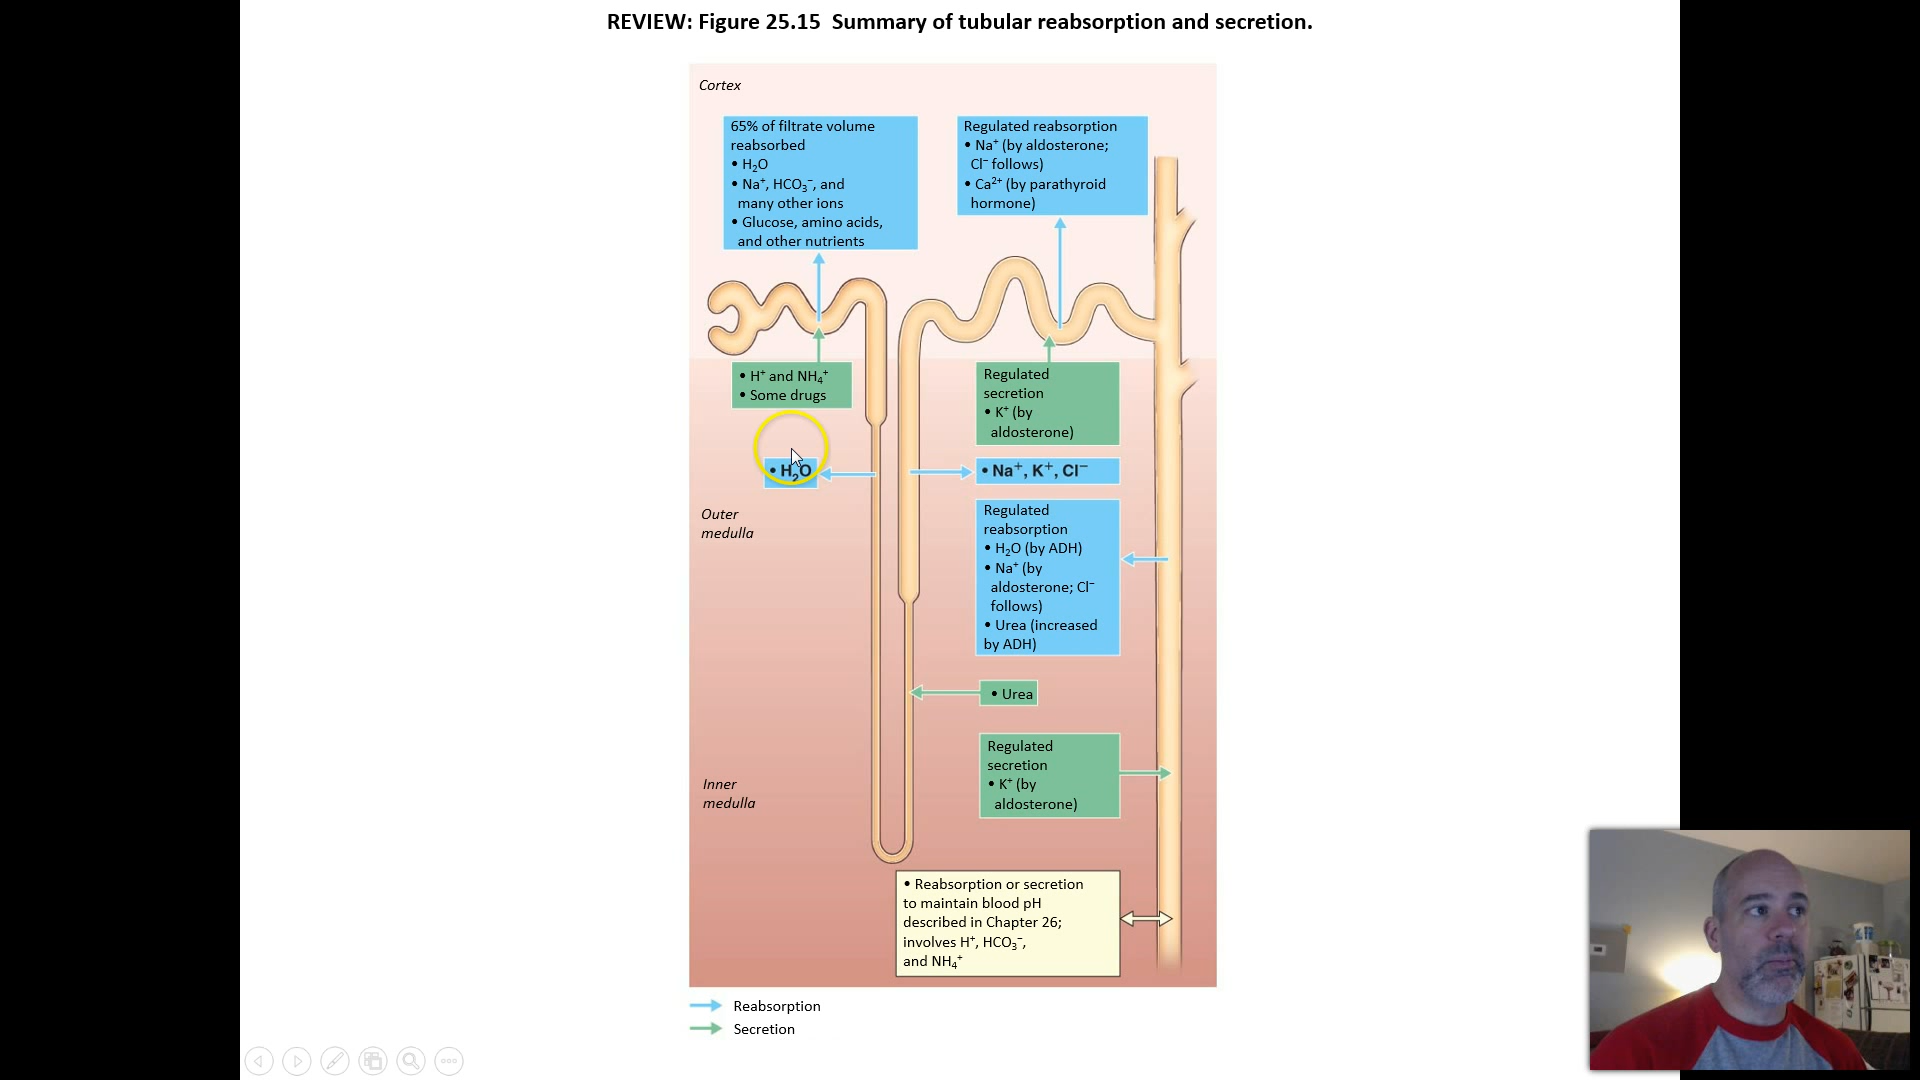 REVIEW: Figure 25.15  Summary of tubular reabsorption and secretion.
Cortex
65% of filtrate volume
reabsorbed
• H₂O
• Na⁺, HCO₃⁻, and
many other ions
• Glucose, amino acids,
and other nutrients
Regulated reabsorption
• Na⁺ (by aldosterone;
Cl⁻ follows)
• Ca²⁺ (by parathyroid
hormone)
• H⁺ and NH₄⁺
• Some drugs
Regulated
secretion
• K⁺ (by
aldosterone)
• H₂O
• Na⁺, K⁺, Cl⁻
Outer
medulla
Regulated
reabsorption
• H₂O (by ADH)
• Na⁺ (by
aldosterone; Cl⁻
follows)
• Urea (increased
by ADH)
• Urea
Regulated
secretion
• K⁺ (by
aldosterone)
Inner
medulla
• Reabsorption or secretion
to maintain blood pH
described in Chapter 26;
involves H⁺, HCO₃⁻,
and NH₄⁺
Reabsorption
Secretion